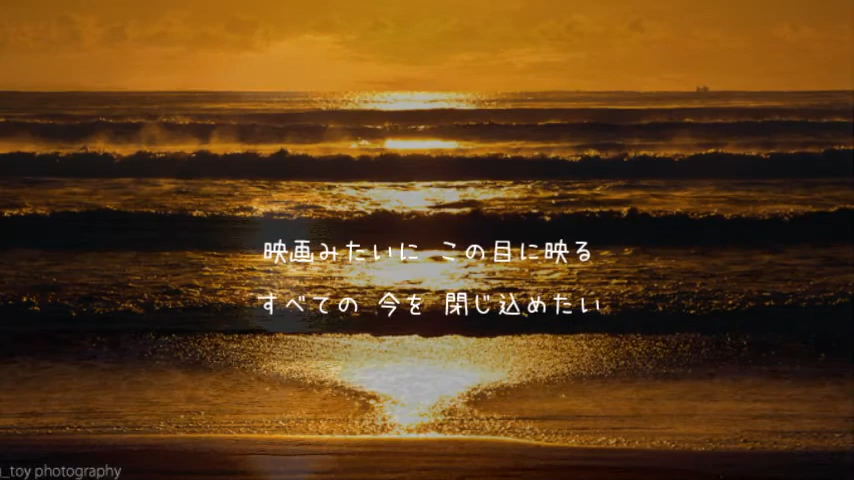 映画みたいに この目に映る
すべての 今を 閉じ込めたい
_toy photography